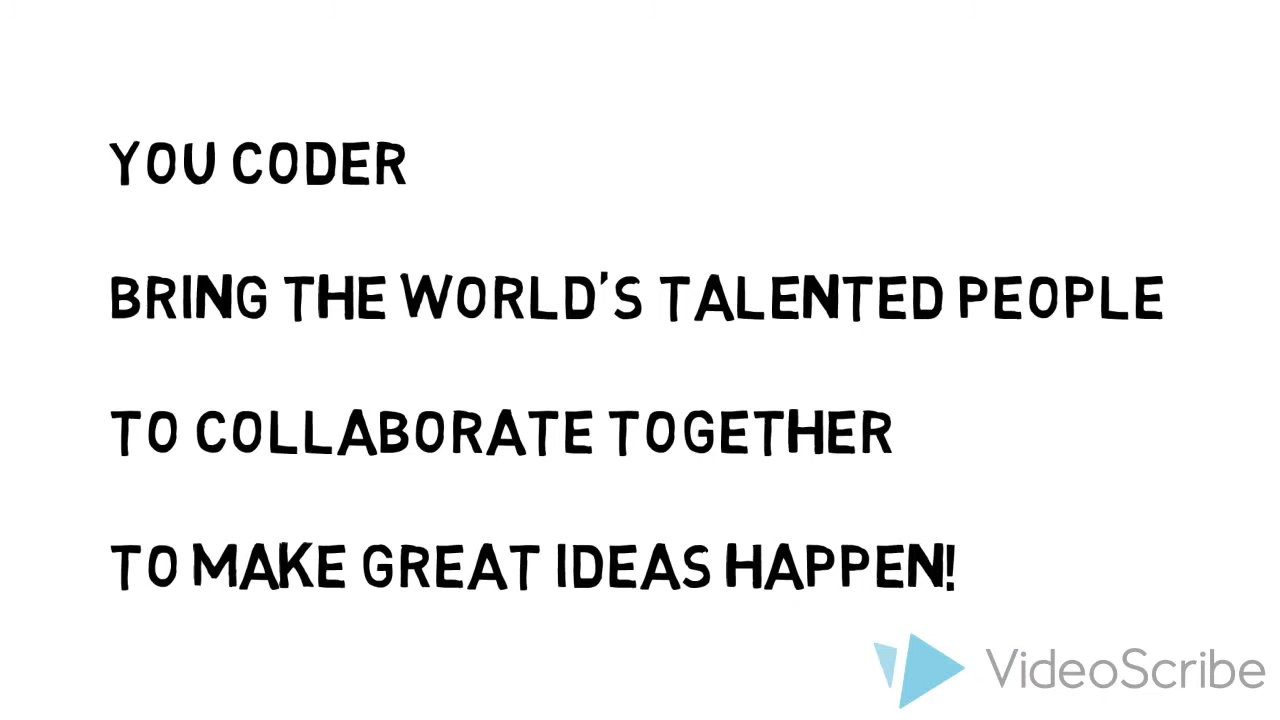 YOU CODER
BRING THE WORLD'S TALENTED PEOPLE
TO COLLABORATE TOGETHER
TO MAKE GREAT IDEAS HAPPEN!
VideoScribe